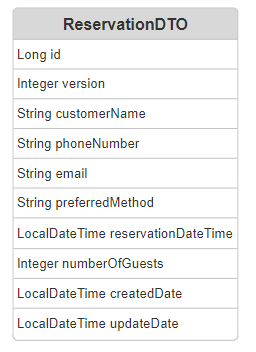 ReservationDTO
Long id
Integer version
String customerName
String phoneNumber
String email
String preferredMethod
LocalDateTime reservationDateTime
Integer numberOfGuests
LocalDateTime createdDate
LocalDateTime updateDate